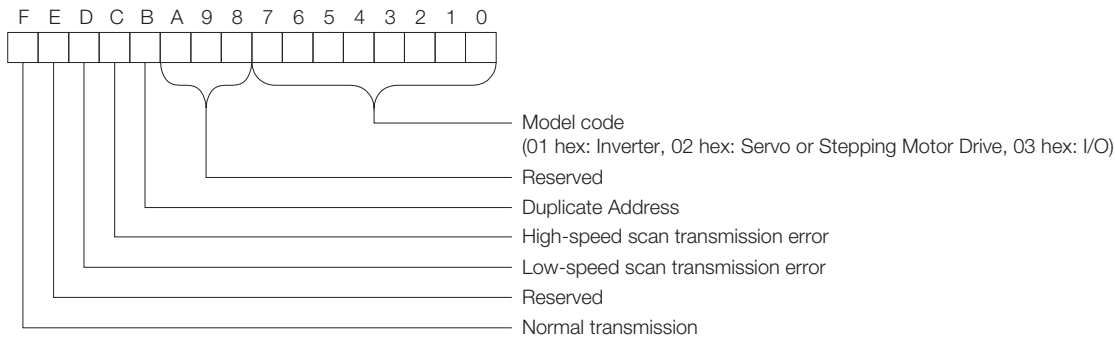 F E D C B A 9 8 7 6 5 4 3 2 1 0
Model code
(01 hex: Inverter, 02 hex: Servo or Stepping Motor Drive, 03 hex: I/O)
Reserved
Duplicate Address
High-speed scan transmission error
Low-speed scan transmission error
Reserved
Normal transmission